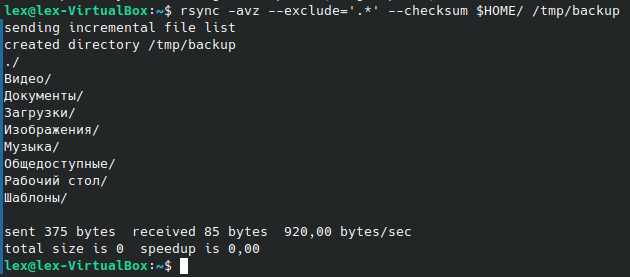 lex@lex-VirtualBox:~$ rsync -avz --exclude='.*' --checksum $HOME/ /tmp/backup
sending incremental file list
created directory /tmp/backup
./
Видео/
Документы/
Загрузки/
Изображения/
Музыка/
Общедоступные/
Рабочий стол/
Шаблоны/

sent 375 bytes  received 85 bytes  920,00 bytes/sec
total size is 0  speedup is 0,00
lex@lex-VirtualBox:~$